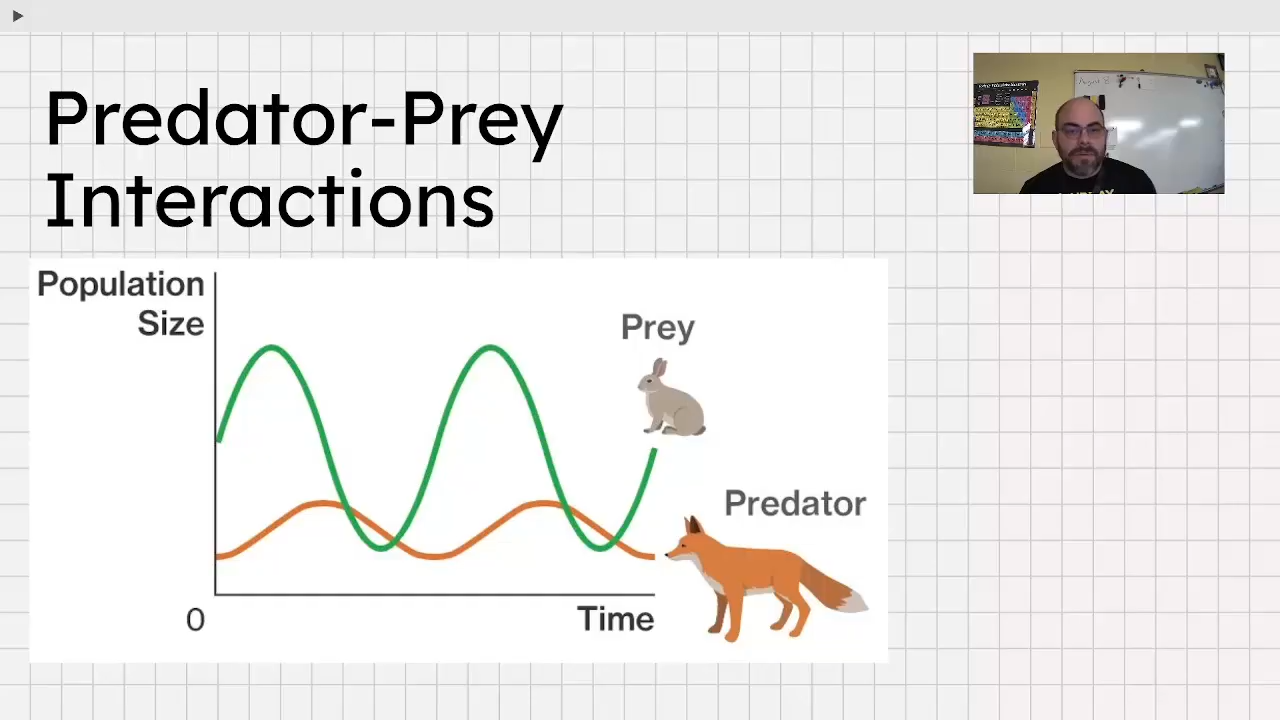 Predator-Prey
Interactions
Population
Size
Prey
Predator
0
Time